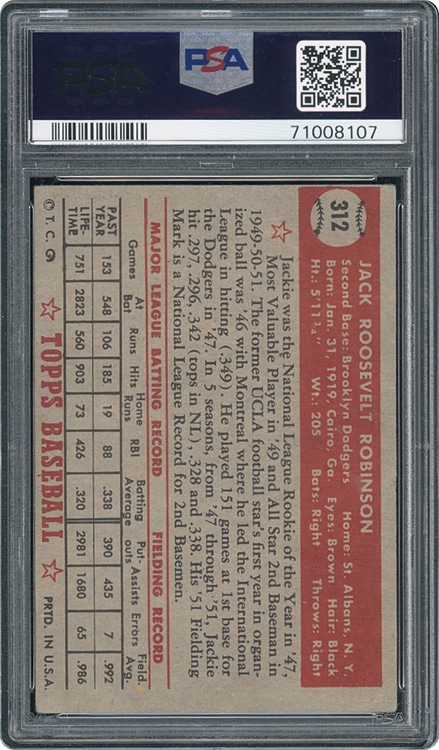 PSA
PSA
71008107
312
JACK ROOSEVELT ROBINSON
Second Base: Brooklyn Dodgers Home: St. Albans, N. Y.
Born: Jan. 31, 1919, Cairo, Ga. Eyes: Brown Hair: Black
Ht.: 5'11 3/4" Wt.: 205 Bats: Right Throws: Right
Jackie was the National League Rookie of the Year in '47,
Most Valuable Player in '49 and All Star 2nd Baseman in
1949-50-51. The former UCLA football star's first year in organ-
ized ball was '46 with Montreal where he led the International
League in hitting (.349). He played 151 games at 1st base for
the Dodgers in '47. In 5 seasons, from '47 through '51, Jackie
hit .297, .296, .342 (tops in NL), .328 and .338. His '51 Fielding
Mark is a National League Record for 2nd Basemen.
MAJOR LEAGUE BATTING RECORD FIELDING RECORD
Games At Bat Runs Hits Home Runs RBI Batting Average Put-outs Assists Errors Field. Avg.
PAST YEAR 153 548 106 185 19 88 .338 390 435 7 .992
LIFE-TIME 751 2823 560 903 73 426 .320 2981 1680 65 .986
© T. C. G. TOPPS BASEBALL PRTD. IN U.S.A.